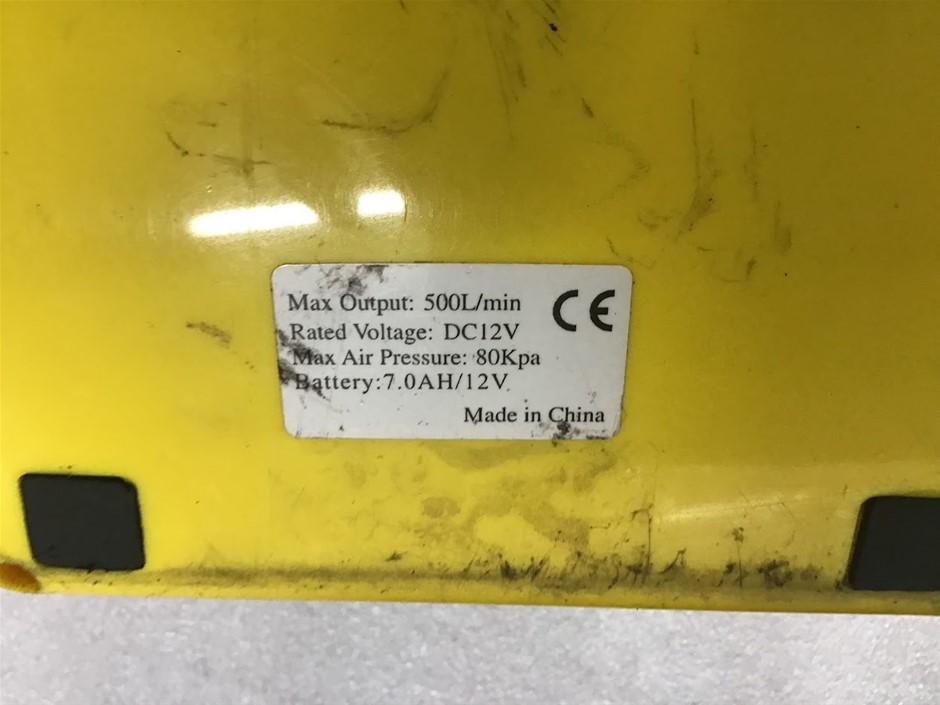 Max Output: 500L/min
CE
Rated Voltage: DC12V
Max Air Pressure: 80Kpa
Battery:7.0AH/12V
Made in China